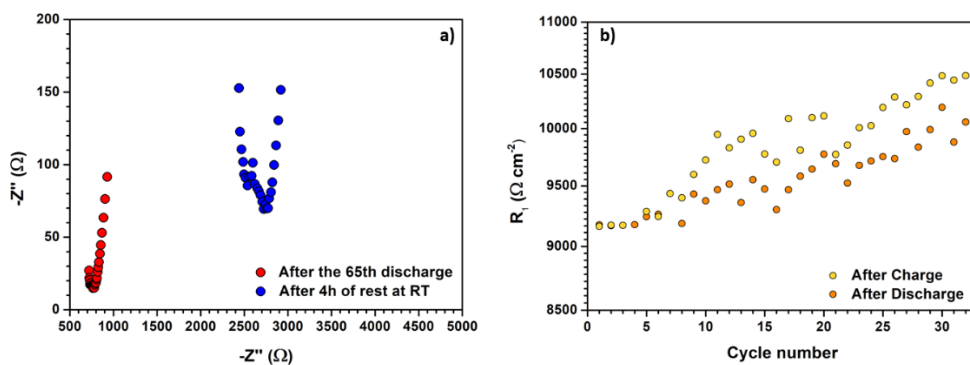 a)
200
150
100
50
0
-Z'' (Ω)
500 1000 1500 2000 2500 3000 3500 4000 4500 5000
-Z'' (Ω)
After the 65th discharge
After 4h of rest at RT
b)
11000
10500
10000
9500
9000
8500
R₁ (Ω cm⁻²)
0 5 10 15 20 25 30
Cycle number
After Charge
After Discharge